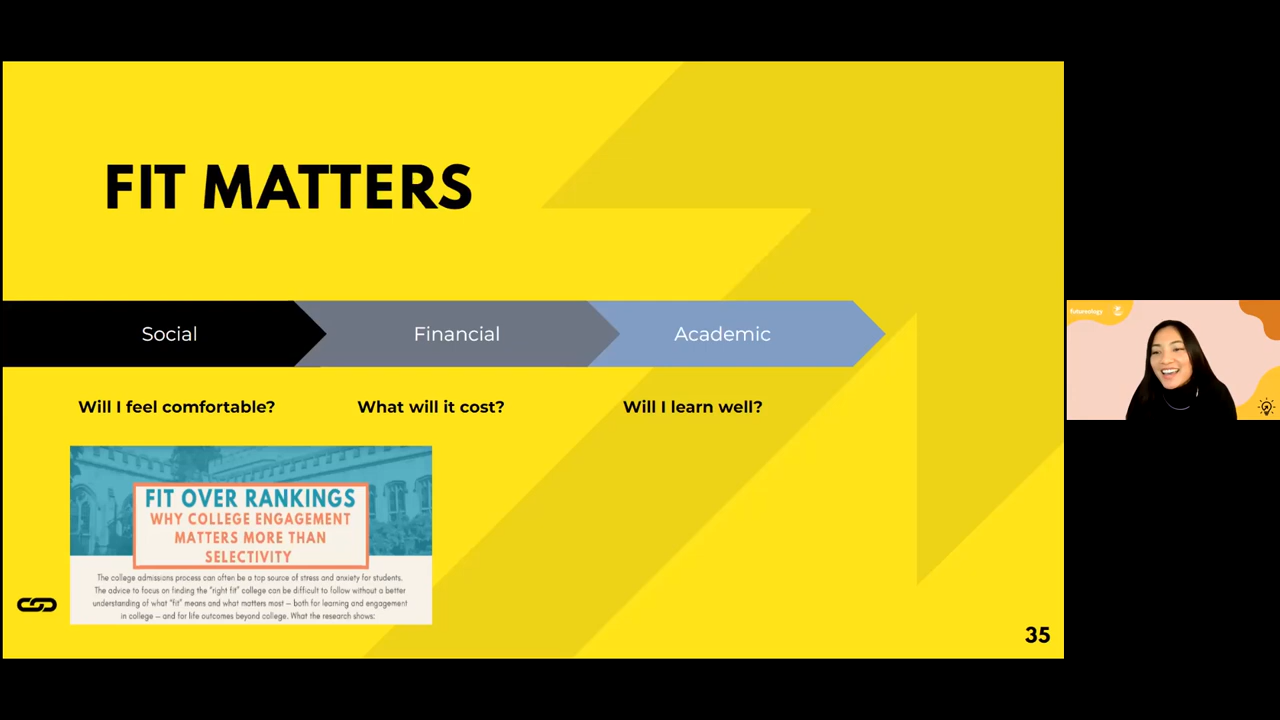 FIT MATTERS
Social
Financial
Academic
Will I feel comfortable?
What will it cost?
Will I learn well?
FIT OVER RANKINGS
WHY COLLEGE ENGAGEMENT
MATTERS MORE THAN
SELECTIVITY
The college admissions process can often be a top source of stress and anxiety for students.
The advice to focus on finding the "right fit" college can be difficult to follow without a better
understanding of what "fit" means and what matters most — both for learning and engagement
in college — and for life outcomes beyond college. What the research shows:
35
futureology